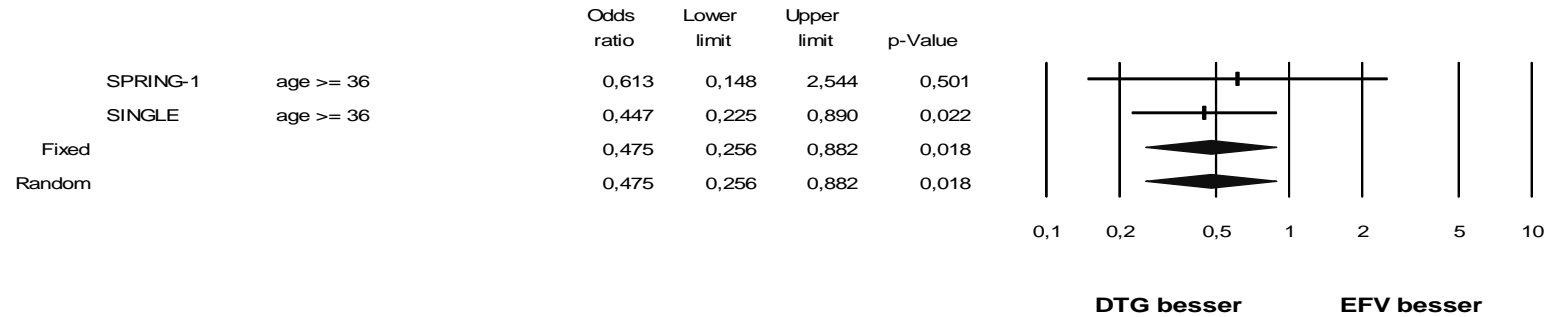 Odds Lower Upper
ratio limit limit p-Value
SPRING-1 age >= 36 0,613 0,148 2,544 0,501
SINGLE age >= 36 0,447 0,225 0,890 0,022
Fixed 0,475 0,256 0,882 0,018
Random 0,475 0,256 0,882 0,018
0,1 0,2 0,5 1 2 5 10
DTG besser EFV besser